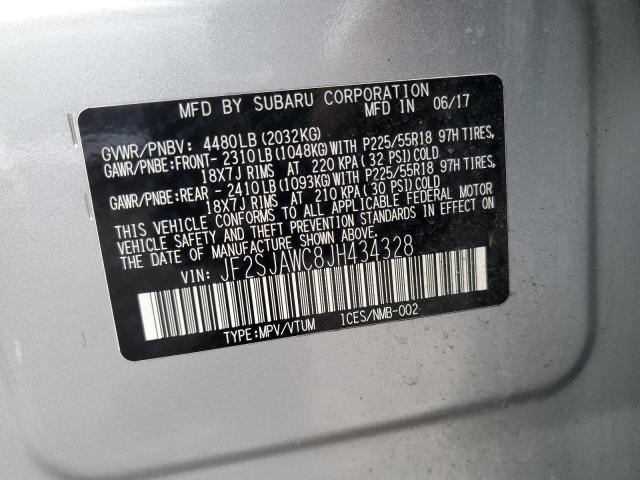 MFD BY SUBARU CORPORATION
MFD IN 06/17
GVWR/PNBV: 4480LB (2032KG)
GAWR/PNBE:FRONT- 2310LB (1048KG) WITH P225/55R18 97H TIRES,
18X7J RIMS AT 220 KPA (32 PSI) COLD
GAWR/PNBE:REAR - 2410LB (1093KG) WITH P225/55R18 97H TIRES,
18X7J RIMS AT 210 KPA (30 PSI) COLD
THIS VEHICLE CONFORMS TO ALL APPLICABLE FEDERAL MOTOR
VEHICLE SAFETY AND THEFT PREVENTION STANDARDS IN EFFECT ON
THE DATE OF MANUFACTURE SHOWN ABOVE.
VIN: JF2SJAWC8JH434328
TYPE:MPV/VTUM ICES/NMB-002